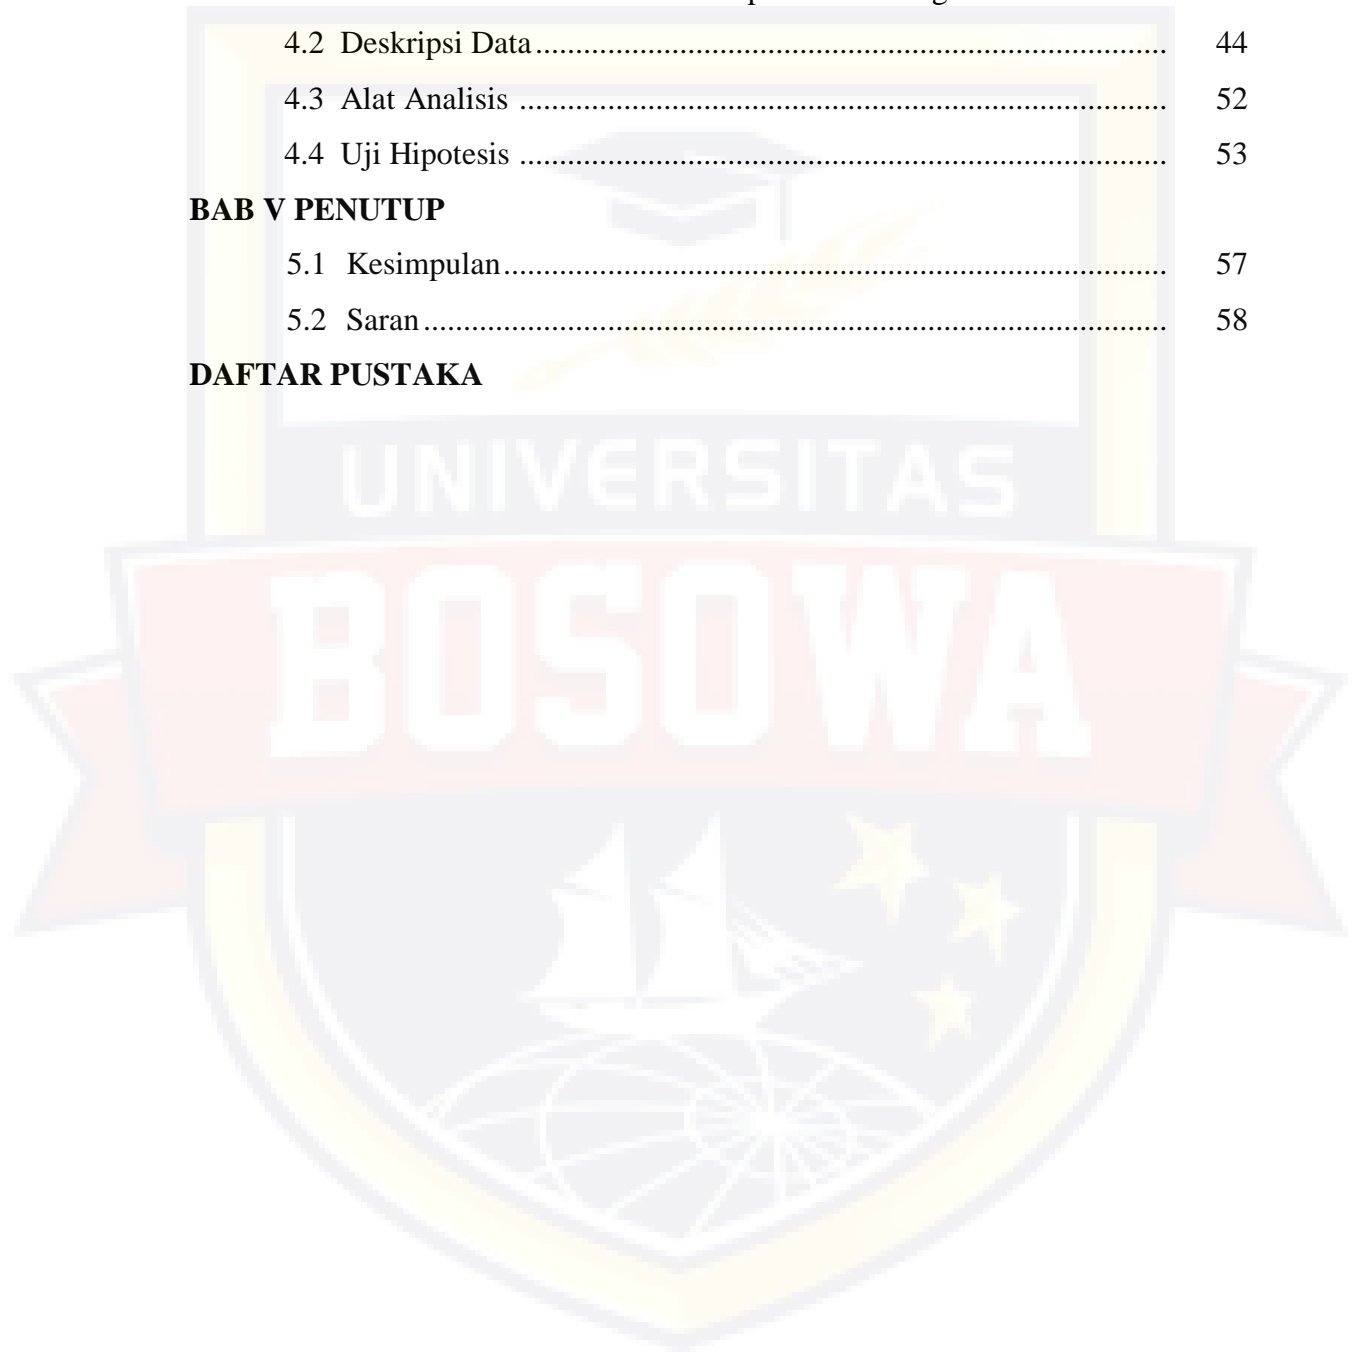 4.2 Deskripsi Data............................................................................... 44
4.3 Alat Analisis ................................................................................. 52
4.4 Uji Hipotesis ................................................................................. 53
BAB V PENUTUP
5.1 Kesimpulan................................................................................... 57
5.2 Saran............................................................................................. 58
DAFTAR PUSTAKA
UNIVERSITAS
BOSOWA